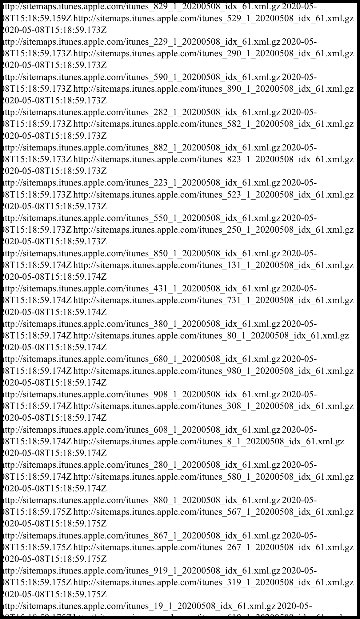 http://sitemaps.itunes.apple.com/itunes_829_1_20200508_idx_61.xml.gz 2020-05-
08T15:18:59.159Z http://sitemaps.itunes.apple.com/itunes_529_1_20200508_idx_61.xml.gz
2020-05-08T15:18:59.173Z
http://sitemaps.itunes.apple.com/itunes_229_1_20200508_idx_61.xml.gz 2020-05-
08T15:18:59.173Z http://sitemaps.itunes.apple.com/itunes_290_1_20200508_idx_61.xml.gz
2020-05-08T15:18:59.173Z
http://sitemaps.itunes.apple.com/itunes_590_1_20200508_idx_61.xml.gz 2020-05-
08T15:18:59.173Z http://sitemaps.itunes.apple.com/itunes_890_1_20200508_idx_61.xml.gz
2020-05-08T15:18:59.173Z
http://sitemaps.itunes.apple.com/itunes_282_1_20200508_idx_61.xml.gz 2020-05-
08T15:18:59.173Z http://sitemaps.itunes.apple.com/itunes_582_1_20200508_idx_61.xml.gz
2020-05-08T15:18:59.173Z
http://sitemaps.itunes.apple.com/itunes_882_1_20200508_idx_61.xml.gz 2020-05-
08T15:18:59.173Z http://sitemaps.itunes.apple.com/itunes_823_1_20200508_idx_61.xml.gz
2020-05-08T15:18:59.173Z
http://sitemaps.itunes.apple.com/itunes_223_1_20200508_idx_61.xml.gz 2020-05-
08T15:18:59.173Z http://sitemaps.itunes.apple.com/itunes_523_1_20200508_idx_61.xml.gz
2020-05-08T15:18:59.173Z
http://sitemaps.itunes.apple.com/itunes_550_1_20200508_idx_61.xml.gz 2020-05-
08T15:18:59.173Z http://sitemaps.itunes.apple.com/itunes_250_1_20200508_idx_61.xml.gz
2020-05-08T15:18:59.173Z
http://sitemaps.itunes.apple.com/itunes_850_1_20200508_idx_61.xml.gz 2020-05-
08T15:18:59.174Z http://sitemaps.itunes.apple.com/itunes_131_1_20200508_idx_61.xml.gz
2020-05-08T15:18:59.174Z
http://sitemaps.itunes.apple.com/itunes_431_1_20200508_idx_61.xml.gz 2020-05-
08T15:18:59.174Z http://sitemaps.itunes.apple.com/itunes_731_1_20200508_idx_61.xml.gz
2020-05-08T15:18:59.174Z
http://sitemaps.itunes.apple.com/itunes_380_1_20200508_idx_61.xml.gz 2020-05-
08T15:18:59.174Z http://sitemaps.itunes.apple.com/itunes_80_1_20200508_idx_61.xml.gz
2020-05-08T15:18:59.174Z
http://sitemaps.itunes.apple.com/itunes_680_1_20200508_idx_61.xml.gz 2020-05-
08T15:18:59.174Z http://sitemaps.itunes.apple.com/itunes_980_1_20200508_idx_61.xml.gz
2020-05-08T15:18:59.174Z
http://sitemaps.itunes.apple.com/itunes_908_1_20200508_idx_61.xml.gz 2020-05-
08T15:18:59.174Z http://sitemaps.itunes.apple.com/itunes_308_1_20200508_idx_61.xml.gz
2020-05-08T15:18:59.174Z
http://sitemaps.itunes.apple.com/itunes_608_1_20200508_idx_61.xml.gz 2020-05-
08T15:18:59.174Z http://sitemaps.itunes.apple.com/itunes_8_1_20200508_idx_61.xml.gz
2020-05-08T15:18:59.174Z
http://sitemaps.itunes.apple.com/itunes_280_1_20200508_idx_61.xml.gz 2020-05-
08T15:18:59.174Z http://sitemaps.itunes.apple.com/itunes_580_1_20200508_idx_61.xml.gz
2020-05-08T15:18:59.174Z
http://sitemaps.itunes.apple.com/itunes_880_1_20200508_idx_61.xml.gz 2020-05-
08T15:18:59.175Z http://sitemaps.itunes.apple.com/itunes_567_1_20200508_idx_61.xml.gz
2020-05-08T15:18:59.175Z
http://sitemaps.itunes.apple.com/itunes_867_1_20200508_idx_61.xml.gz 2020-05-
08T15:18:59.175Z http://sitemaps.itunes.apple.com/itunes_267_1_20200508_idx_61.xml.gz
2020-05-08T15:18:59.175Z
http://sitemaps.itunes.apple.com/itunes_919_1_20200508_idx_61.xml.gz 2020-05-
08T15:18:59.175Z http://sitemaps.itunes.apple.com/itunes_319_1_20200508_idx_61.xml.gz
2020-05-08T15:18:59.175Z
http://sitemaps.itunes.apple.com/itunes_19_1_20200508_idx_61.xml.gz 2020-05-